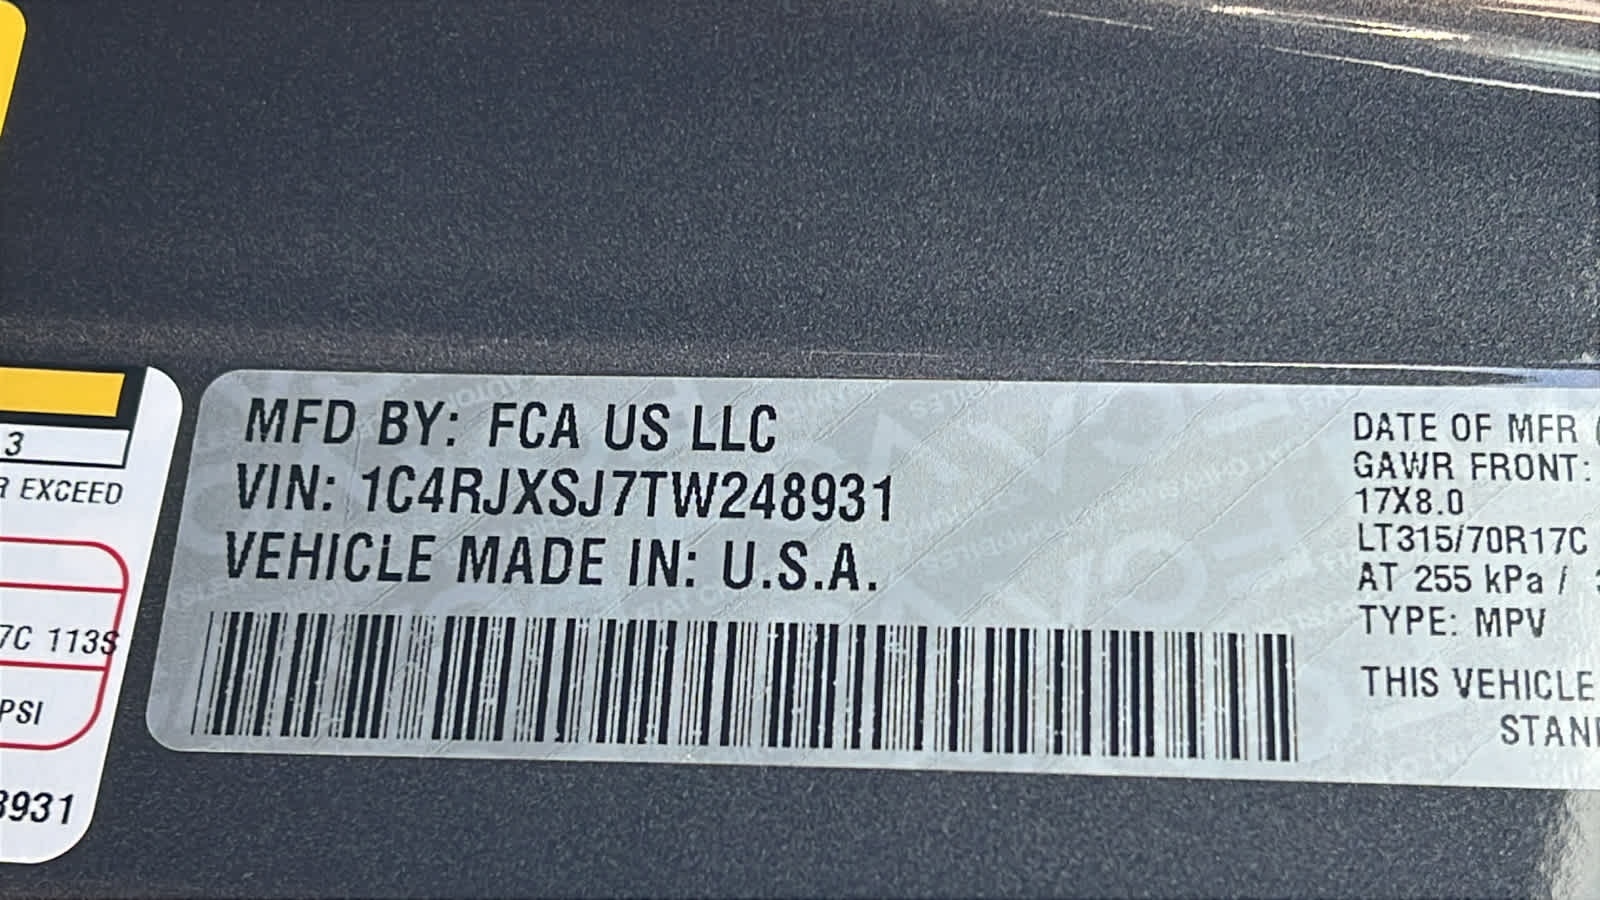 3
R EXCEED
7C 113S
PSI
8931
MFD BY: FCA US LLC
VIN: 1C4RJXSJ7TW248931
VEHICLE MADE IN: U.S.A.
DATE OF MFR
GAWR FRONT:
17X8.0
LT315/70R17C
AT 255 kPa /
TYPE: MPV
THIS VEHICLE
STAN